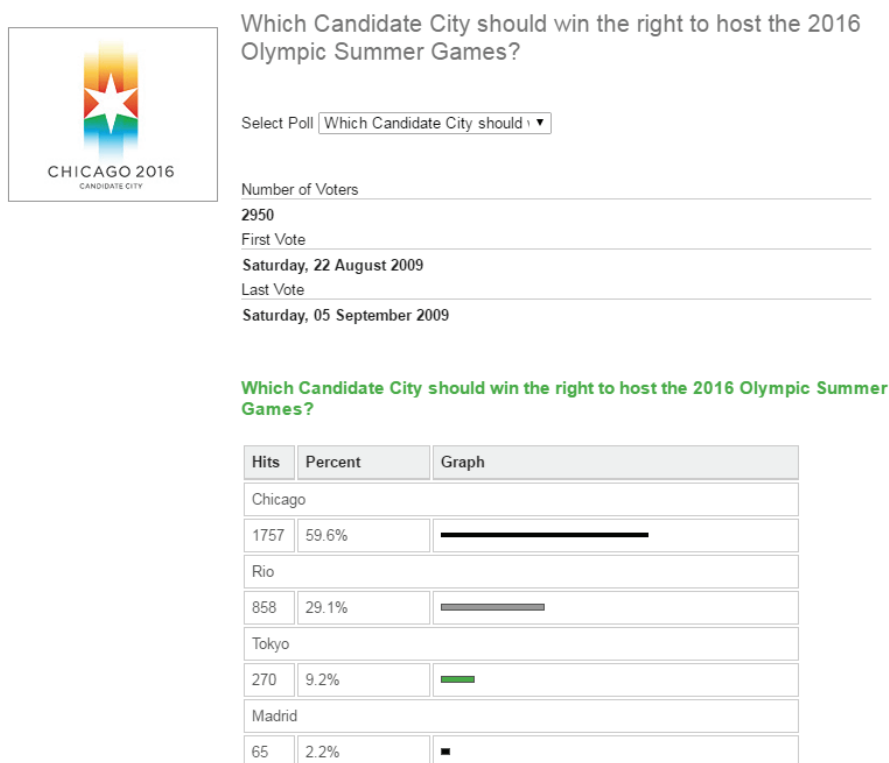 CHICAGO 2016
CANDIDATE CITY
Which Candidate City should win the right to host the 2016
Olympic Summer Games?
Select Poll Which Candidate City should
Number of Voters
2950
First Vote
Saturday, 22 August 2009
Last Vote
Saturday, 05 September 2009
Which Candidate City should win the right to host the 2016 Olympic Summer
Games?
Hits Percent Graph
Chicago
1757 59.6%
Rio
858 29.1%
Tokyo
270 9.2%
Madrid
65 2.2%